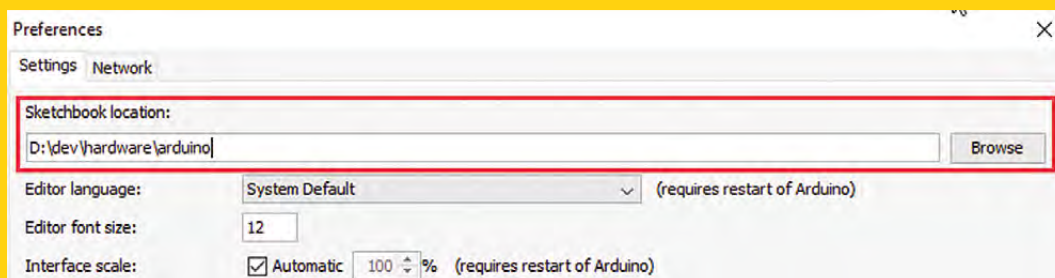 Preferences
Settings Network
Sketchbook location:
D:\dev\hardware\arduino
Browse
Editor language: System Default (requires restart of Arduino)
Editor font size: 12
Interface scale: Automatic 100 % (requires restart of Arduino)